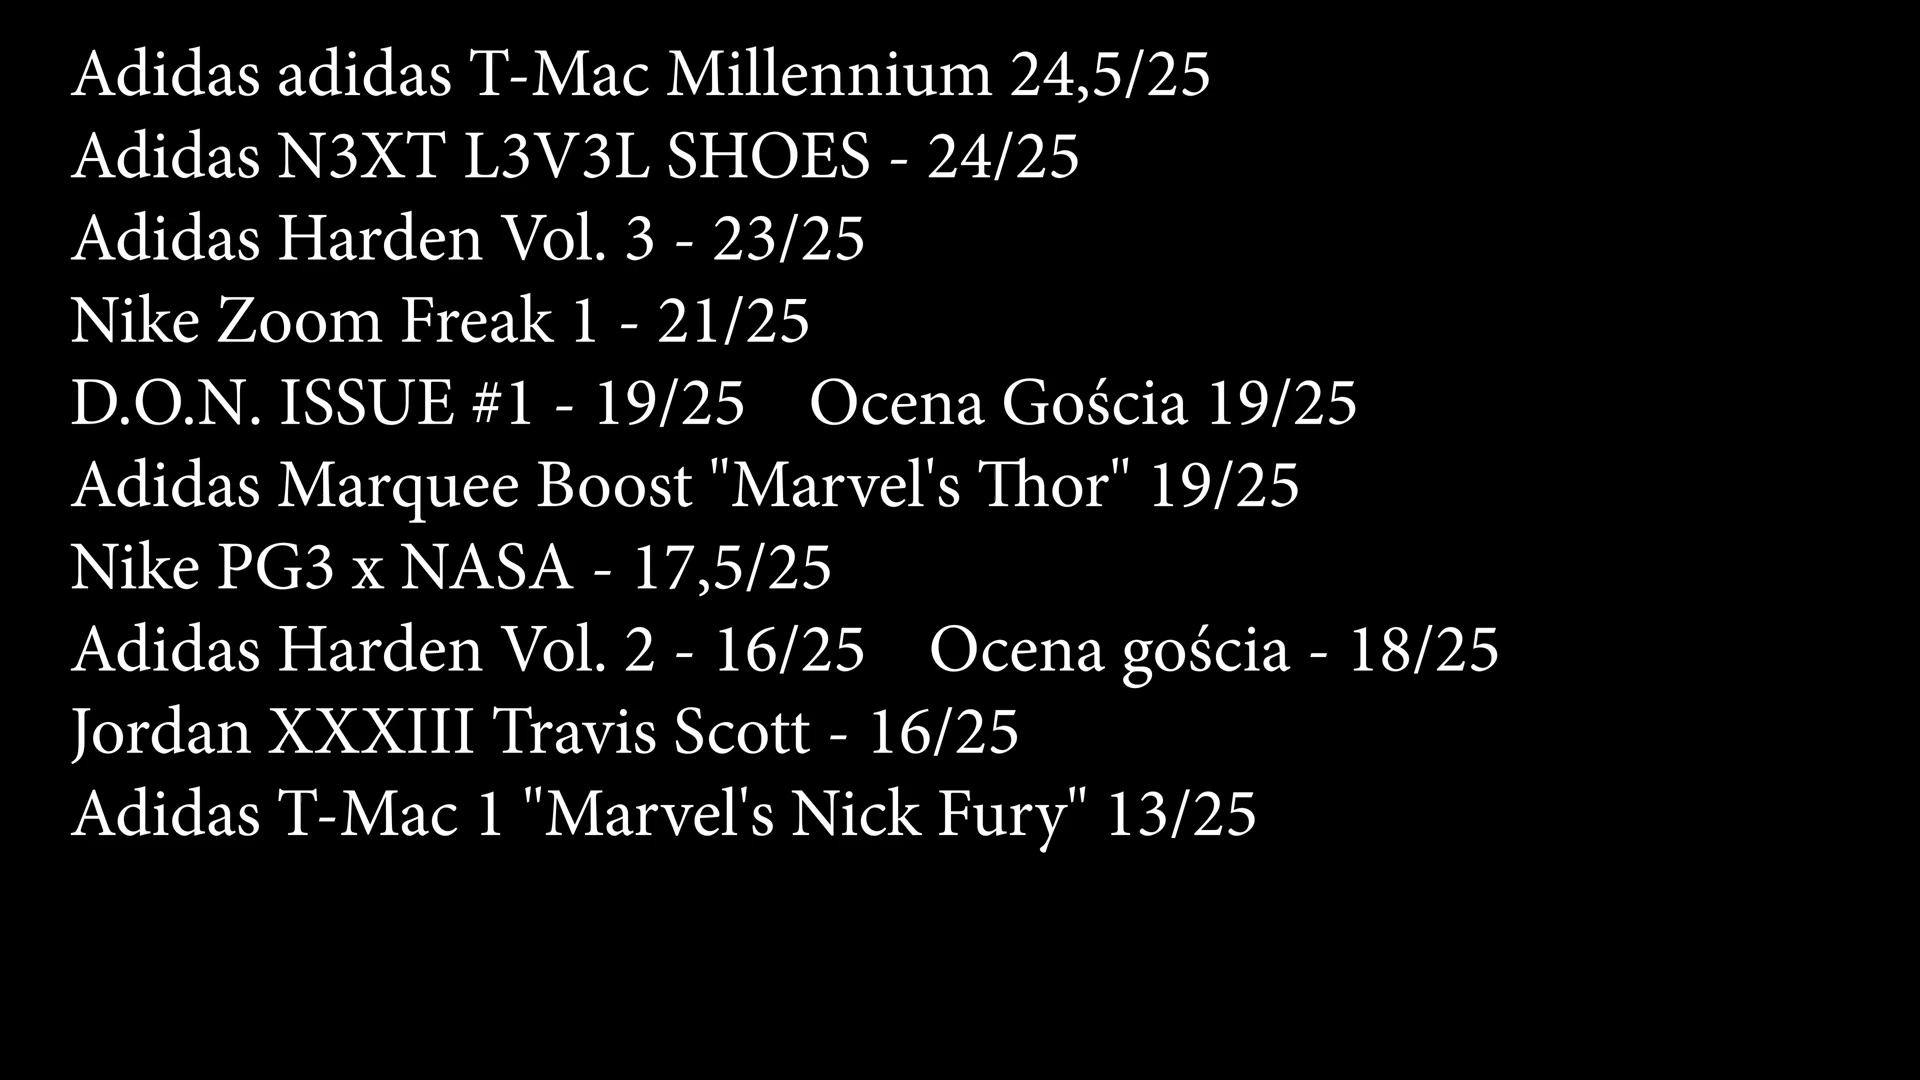 Adidas adidas T-Mac Millennium 24,5/25
Adidas N3XT L3V3L SHOES - 24/25
Adidas Harden Vol. 3 - 23/25
Nike Zoom Freak 1 - 21/25
D.O.N. ISSUE #1 - 19/25    Ocena Gościa 19/25
Adidas Marquee Boost "Marvel's Thor" 19/25
Nike PG3 x NASA - 17,5/25
Adidas Harden Vol. 2 - 16/25    Ocena gościa - 18/25
Jordan XXXIII Travis Scott - 16/25
Adidas T-Mac 1 "Marvel's Nick Fury" 13/25